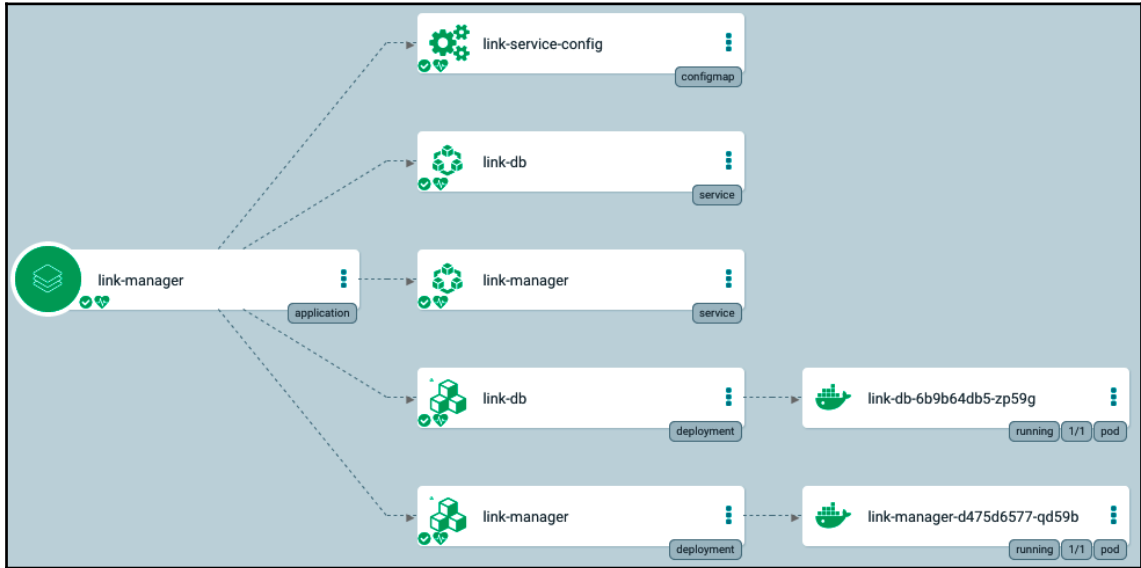 link-service-config
configmap
link-db
service
link-manager
application
link-manager
service
link-db
deployment
link-db-6b9b64db5-zp59g
running 1/1 pod
link-manager
deployment
link-manager-d475d6577-qd59b
running 1/1 pod